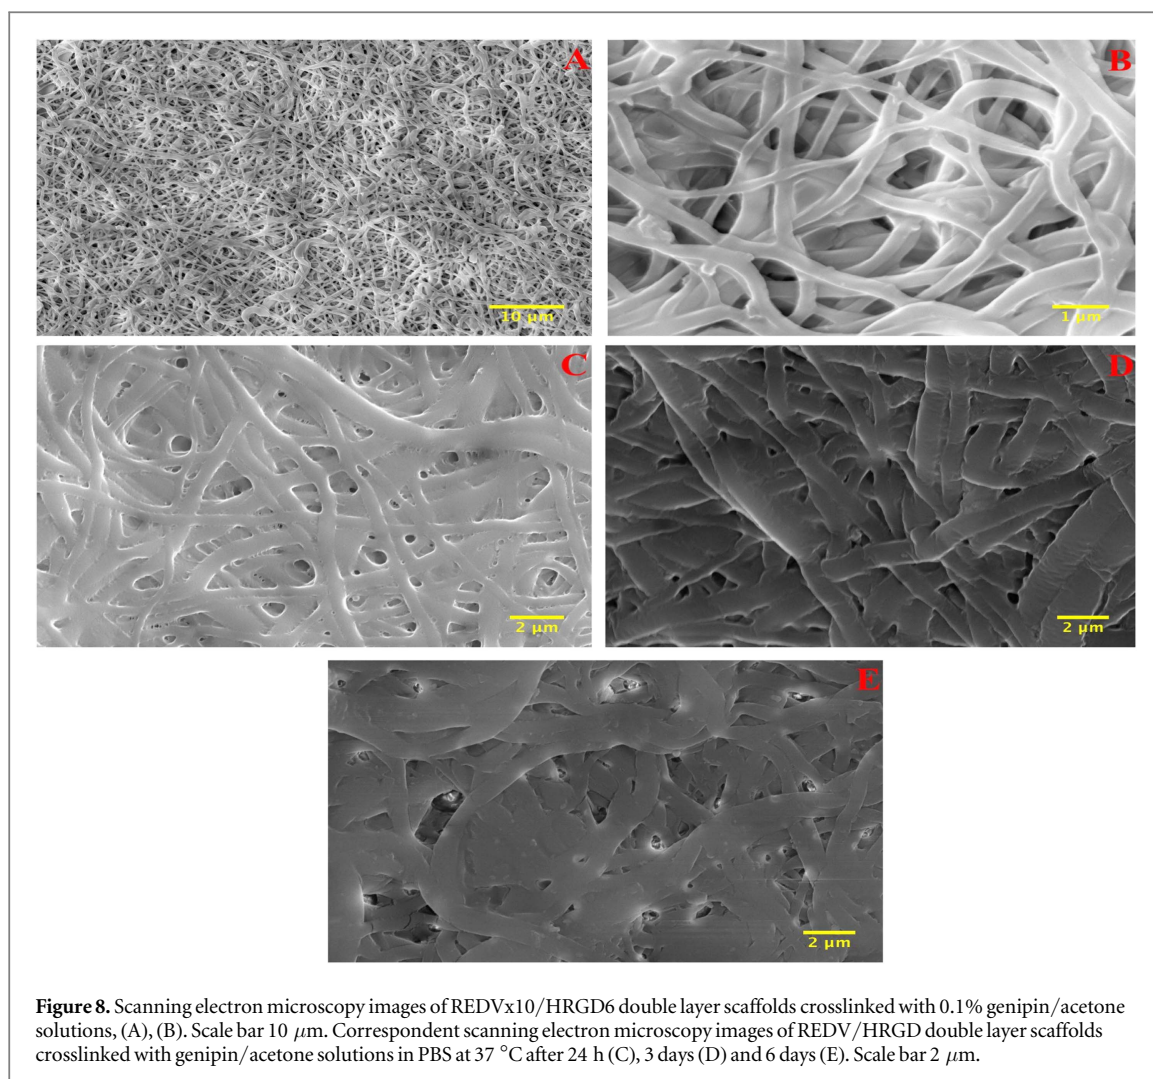 A
B
10 μm
1 μm
C
D
2 μm
2 μm
E
2 μm
Figure 8. Scanning electron microscopy images of REDVx10/HRGD6 double layer scaffolds crosslinked with 0.1% genipin/acetone
solutions, (A), (B). Scale bar 10 μm. Correspondent scanning electron microscopy images of REDV/HRGD double layer scaffolds
crosslinked with genipin/acetone solutions in PBS at 37 °C after 24 h (C), 3 days (D) and 6 days (E). Scale bar 2 μm.